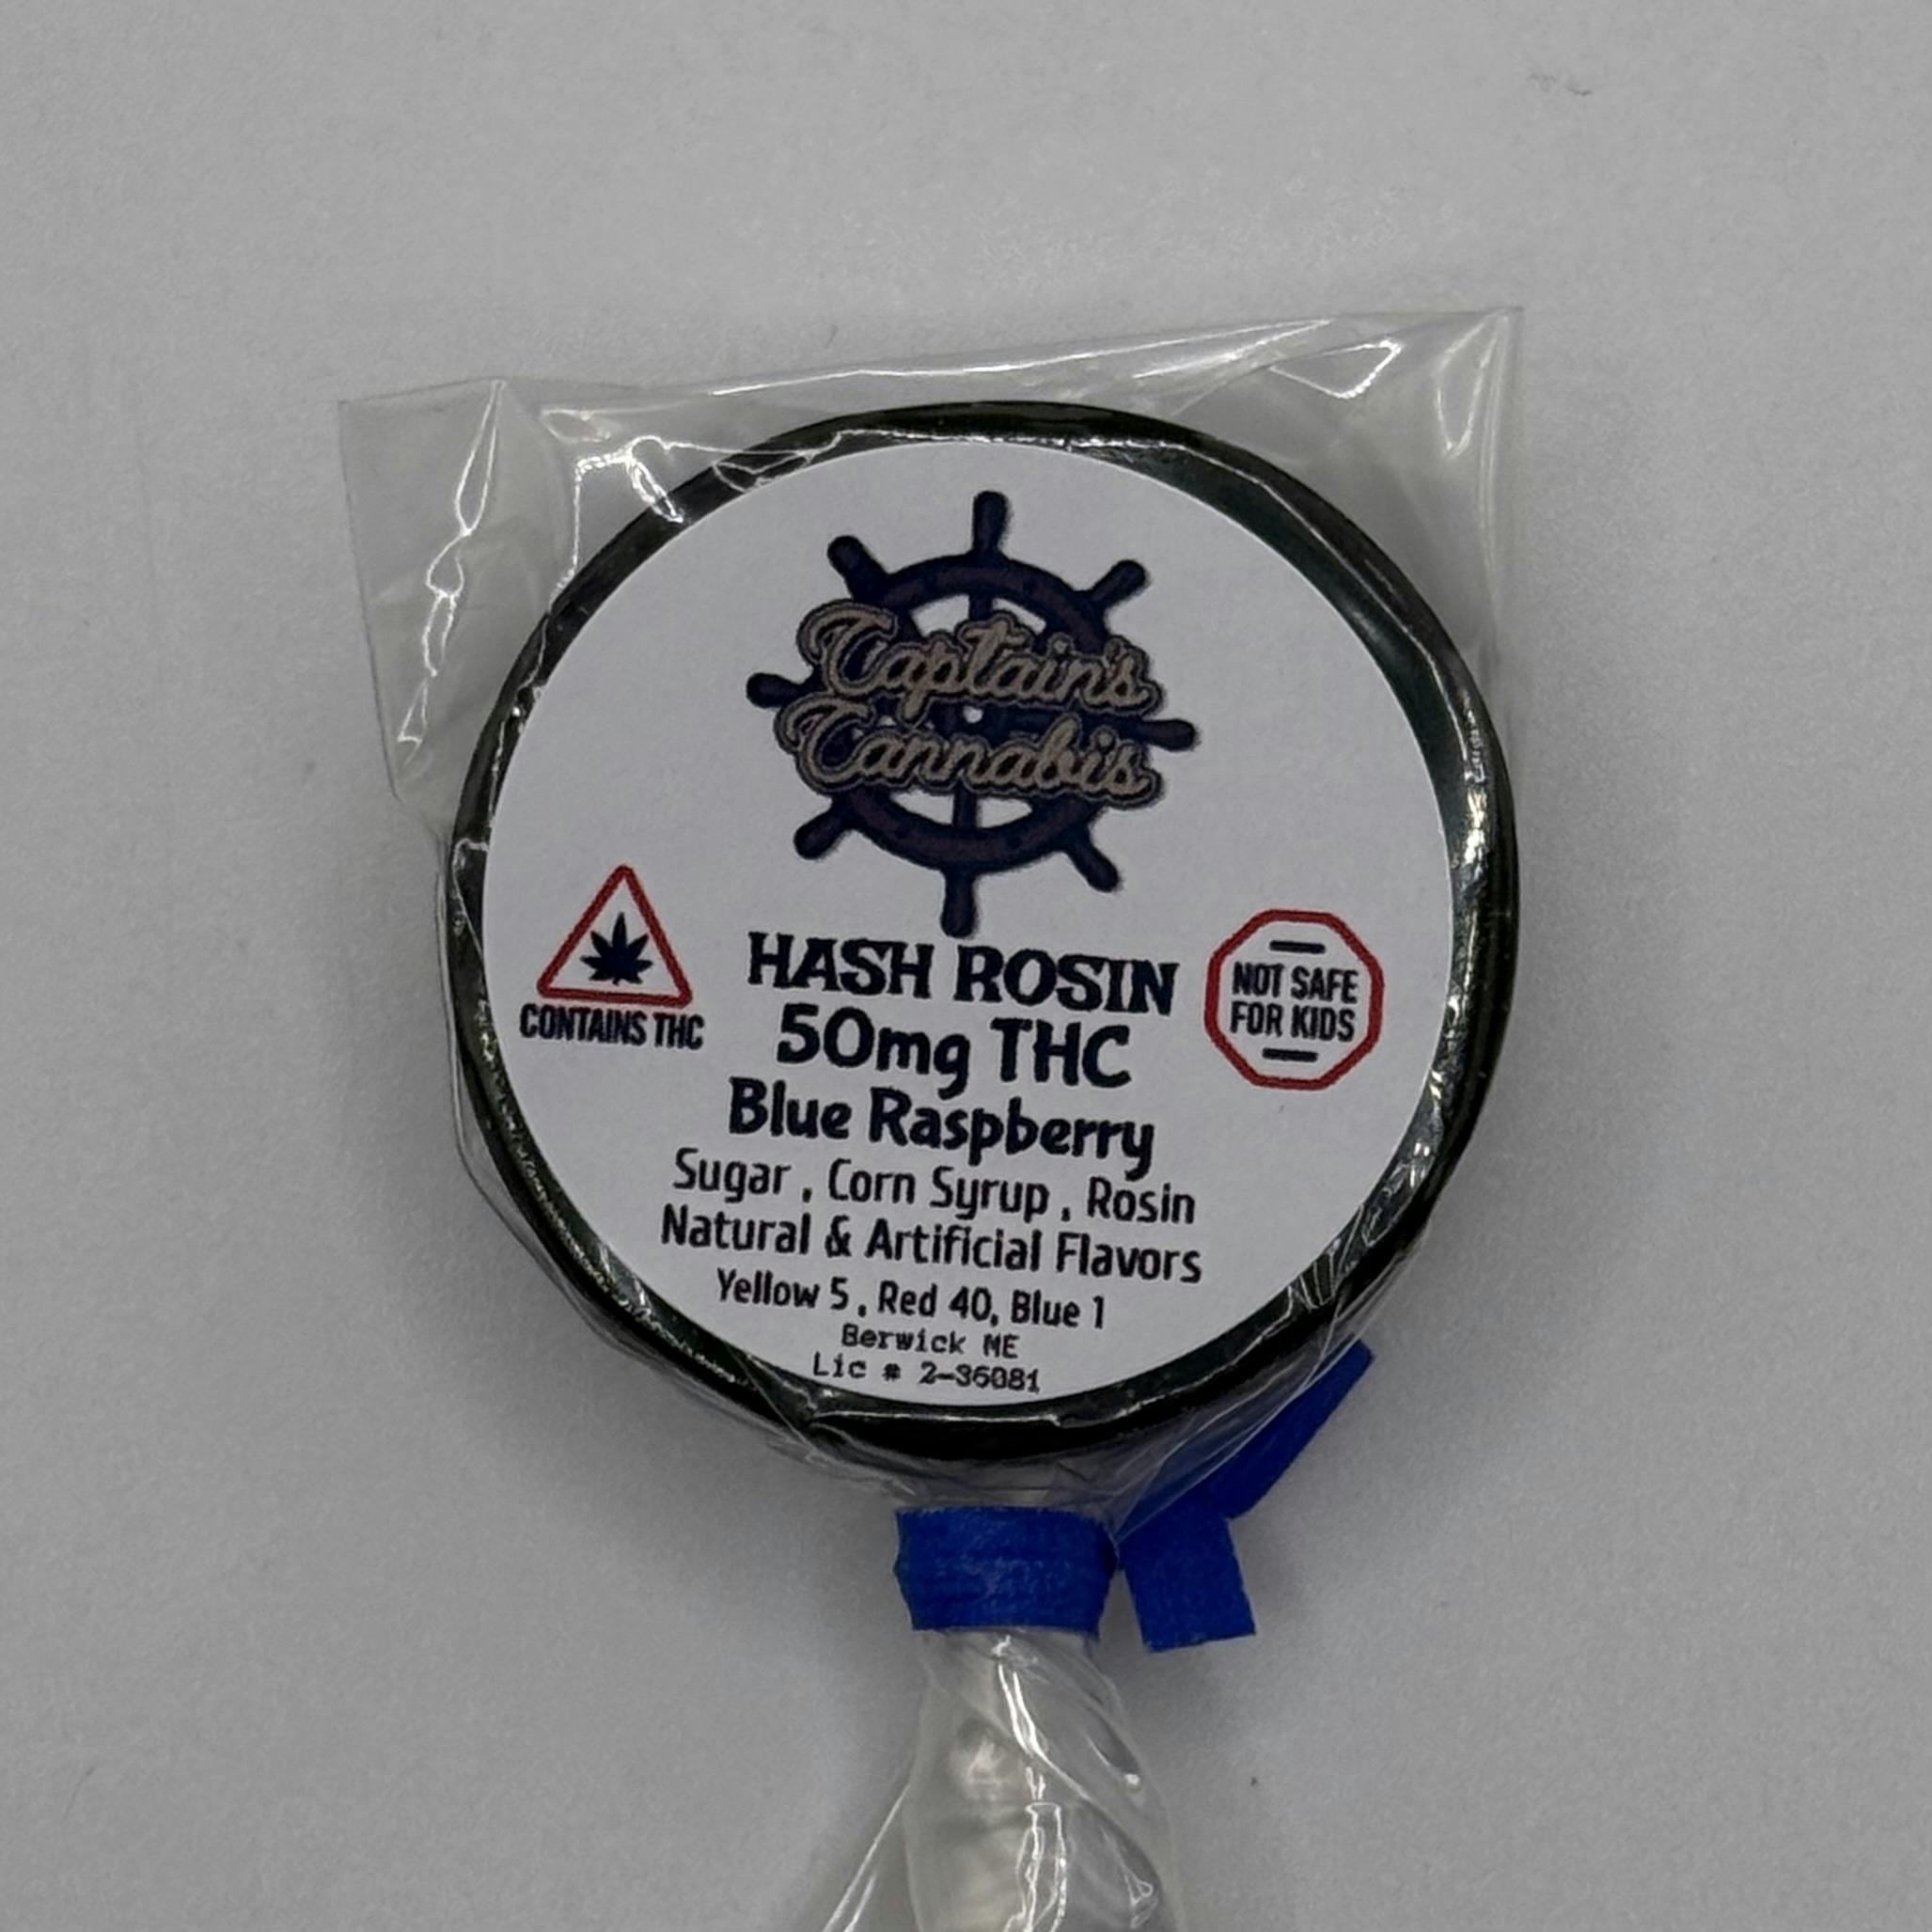 Captain's
Cannabis
HASH ROSIN
CONTAINS THC
50mg THC
NOT SAFE
FOR KIDS
Blue Raspberry
Sugar , Corn Syrup , Rosin
Natural & Artificial Flavors
Yellow 5 , Red 40, Blue 1
Berwick ME
Lic # 2-36081